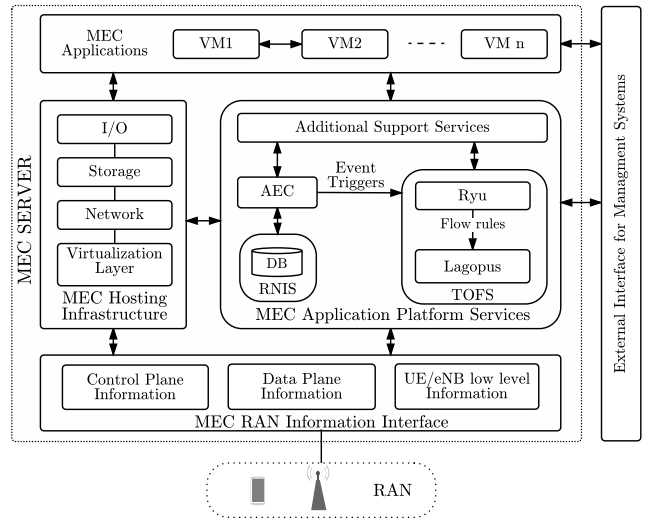 MEC
Applications
VM1
VM2
VM n
I/O
Storage
Network
Virtualization
Layer
MEC Hosting
Infrastructure
Additional Support Services
AEC
Event
Triggers
Ryu
Flow rules
Lagopus
TOFS
DB
RNIS
MEC Application Platform Services
Control Plane
Information
Data Plane
Information
UE/eNB low level
Information
MEC RAN Information Interface
RAN
MEC SERVER
External Interface for Managment Systems